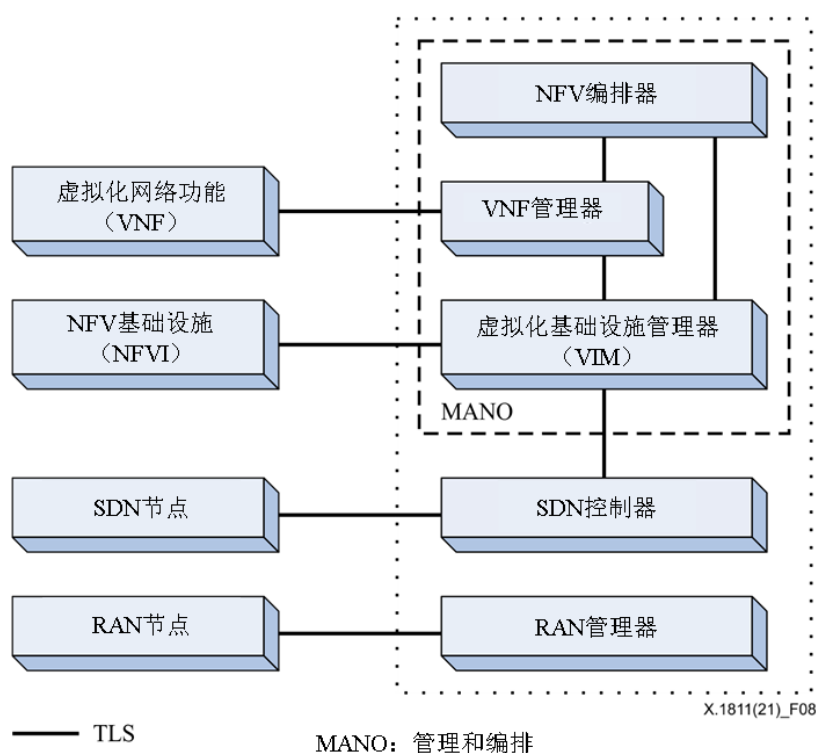 NFV编排器
虚拟化网络功能
（VNF）
VNF管理器
NFV基础设施
（NFVI）
虚拟化基础设施管理器
（VIM）
MANO
SDN节点
SDN控制器
RAN节点
RAN管理器
X.1811(21)_F08
TLS
MANO：管理和编排